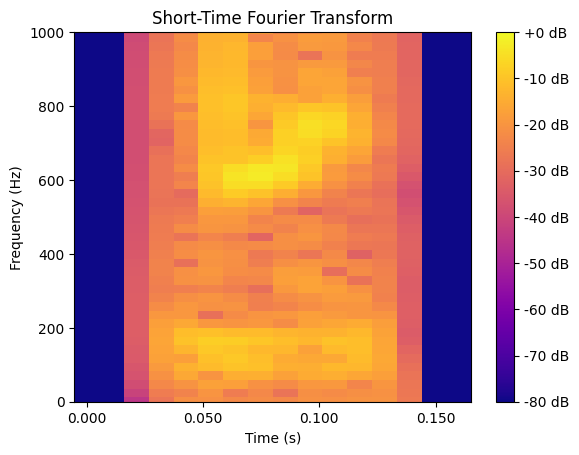 Short-Time Fourier Transform
1000
800
600
400
200
0
Frequency (Hz)
0.000
0.050
0.100
0.150
Time (s)
+0 dB
-10 dB
-20 dB
-30 dB
-40 dB
-50 dB
-60 dB
-70 dB
-80 dB